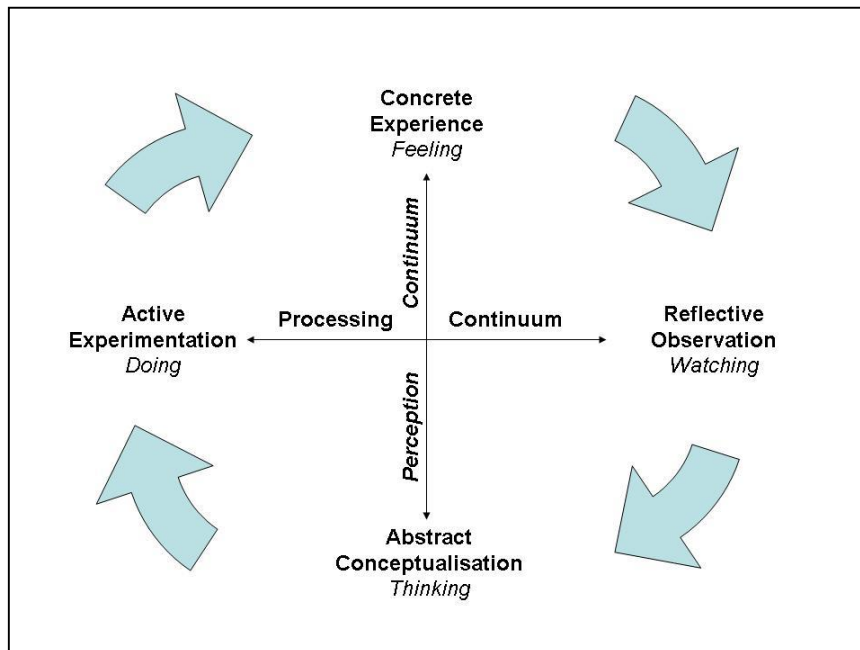 Concrete
Experience
Feeling
Continuum
Active
Experimentation
Doing
Processing
Continuum
Reflective
Observation
Watching
Perception
Abstract
Conceptualisation
Thinking